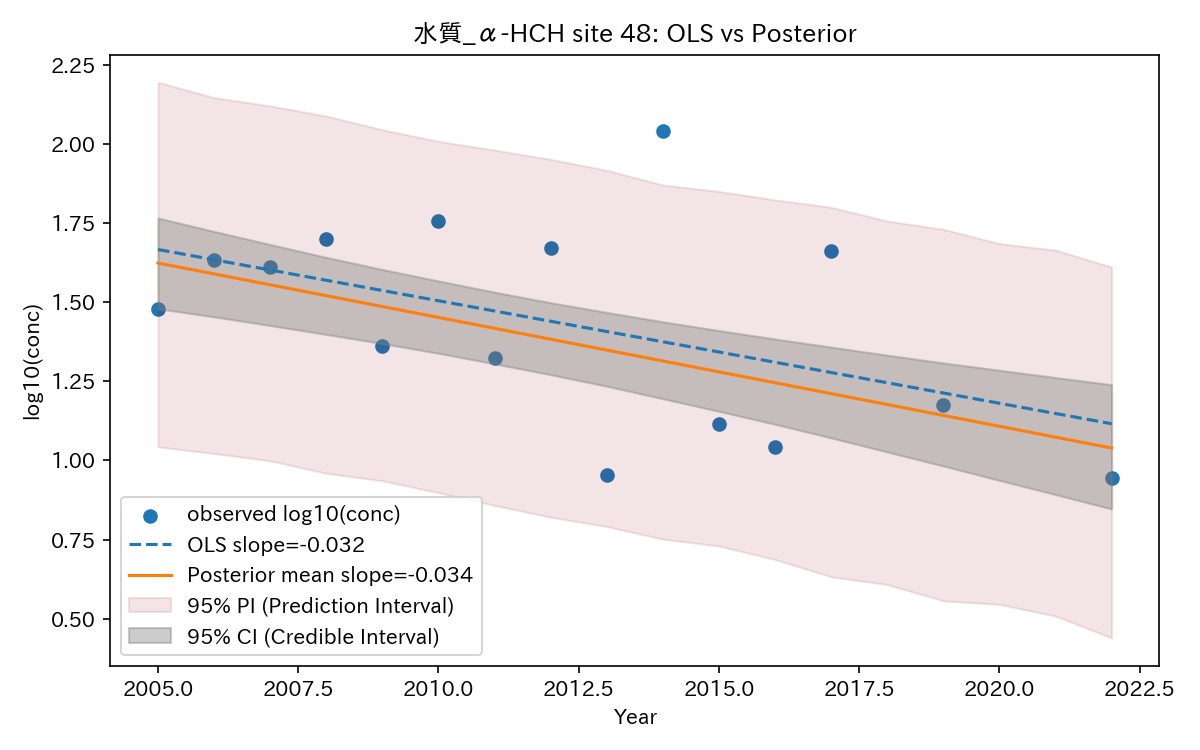 水質_α-HCH site 48: OLS vs Posterior
log10(conc)
2.25
2.00
1.75
1.50
1.25
1.00
0.75
0.50
observed log10(conc)
OLS slope=-0.032
Posterior mean slope=-0.034
95% PI (Prediction Interval)
95% CI (Credible Interval)
2005.0 2007.5 2010.0 2012.5 2015.0 2017.5 2020.0 2022.5
Year